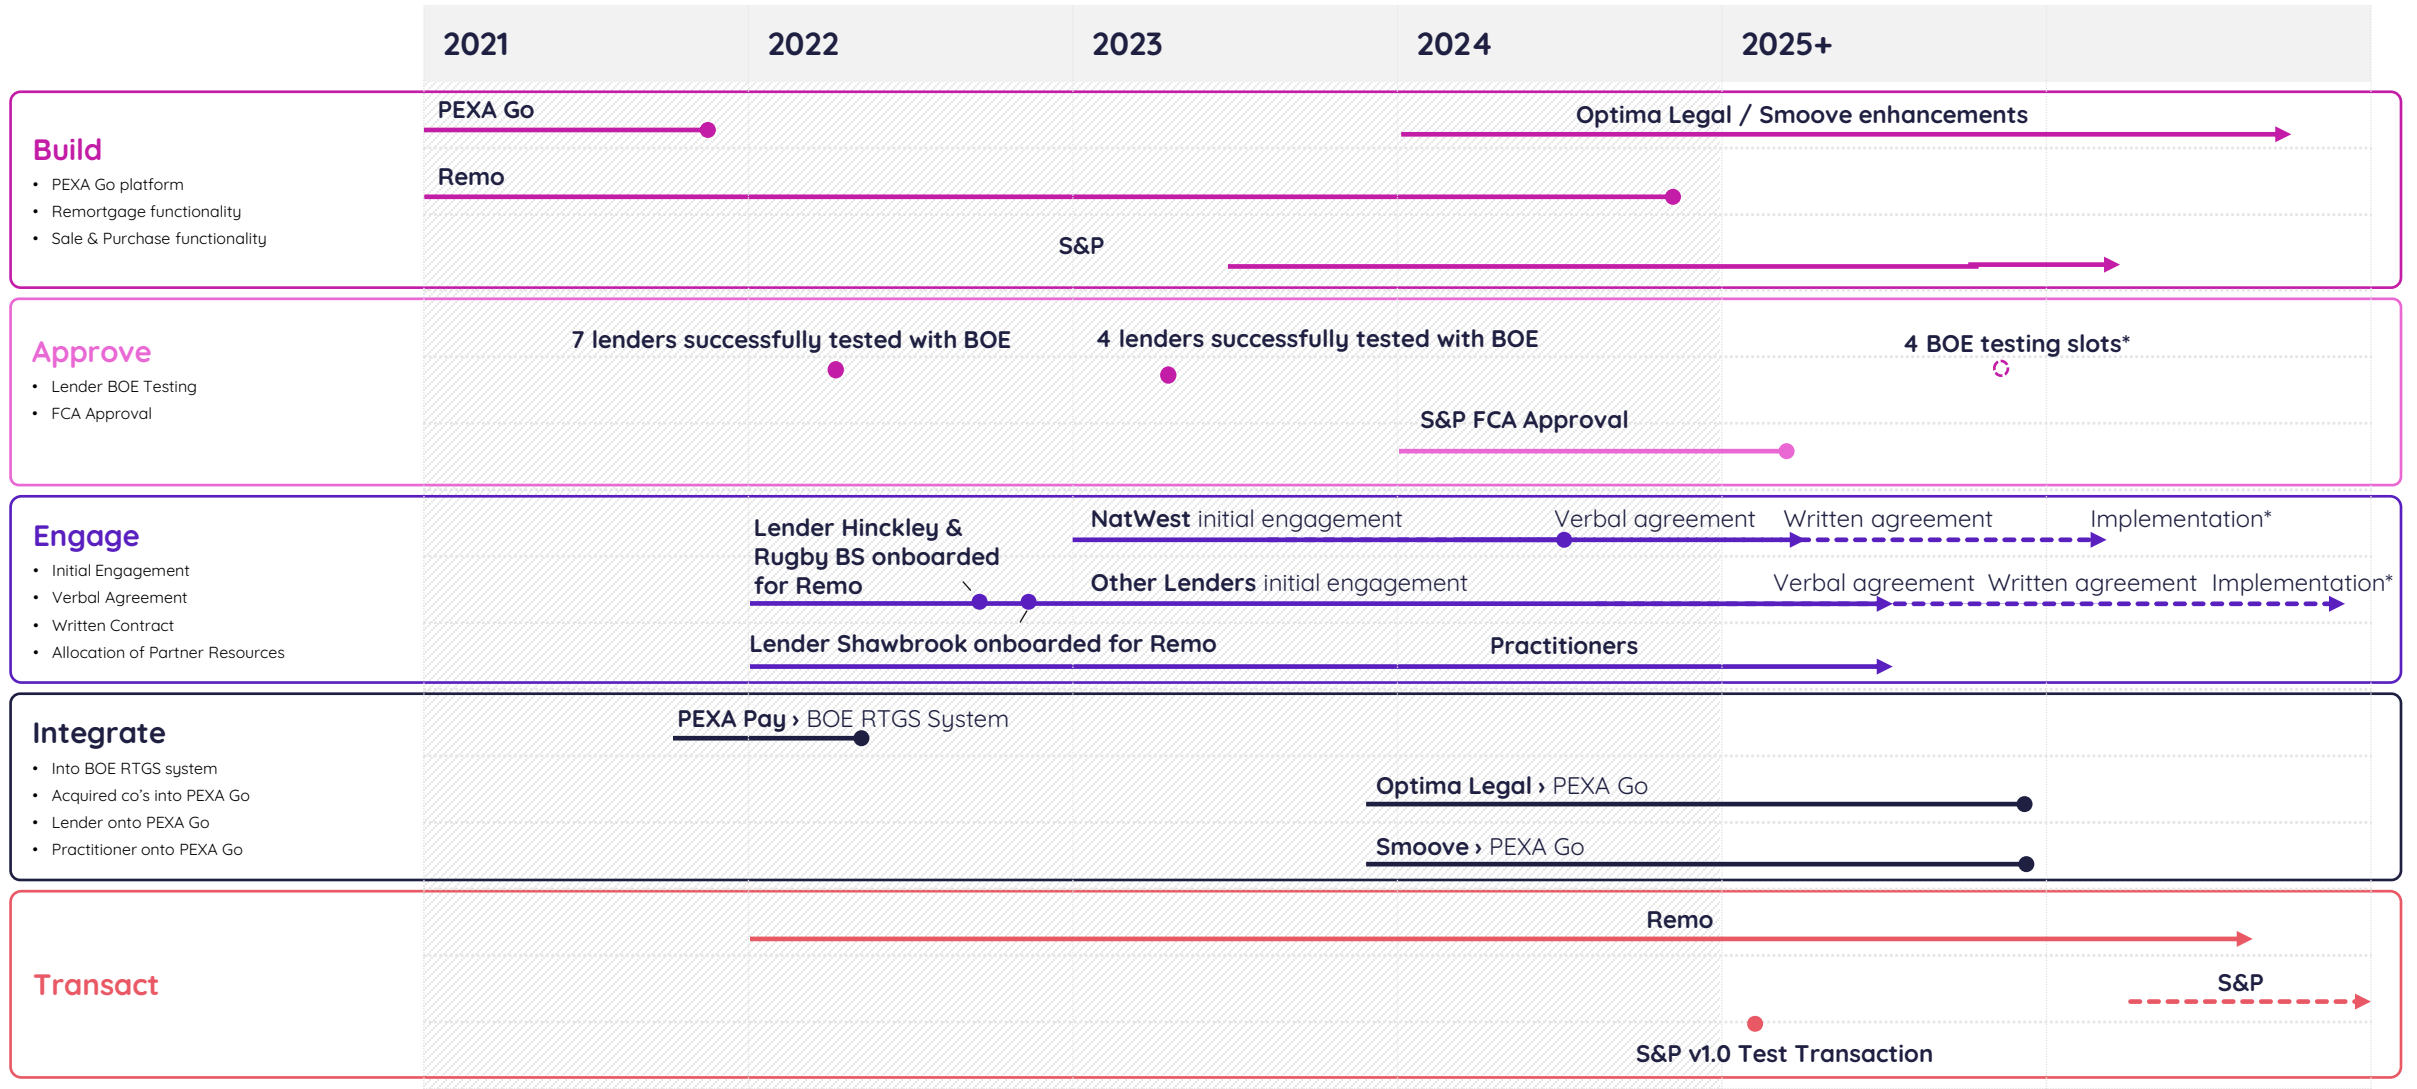 2021 2022 2023 2024 2025+
Build
• PEXA Go platform
• Remortgage functionality
• Sale & Purchase functionality
PEXA Go
Optima Legal / Smoove enhancements
Remo
S&P
Approve
• Lender BOE Testing
• FCA Approval
7 lenders successfully tested with BOE
4 lenders successfully tested with BOE
4 BOE testing slots*
S&P FCA Approval
Engage
• Initial Engagement
• Verbal Agreement
• Written Contract
• Allocation of Partner Resources
Lender Hinckley &
Rugby BS onboarded
for Remo
NatWest initial engagement
Verbal agreement
Written agreement
Implementation*
Other Lenders initial engagement
Verbal agreement
Written agreement
Implementation*
Lender Shawbrook onboarded for Remo
Practitioners
Integrate
• Into BOE RTGS system
• Acquired co's into PEXA Go
• Lender onto PEXA Go
• Practitioner onto PEXA Go
PEXA Pay › BOE RTGS System
Optima Legal › PEXA Go
Smoove › PEXA Go
Transact
Remo
S&P
S&P v1.0 Test Transaction